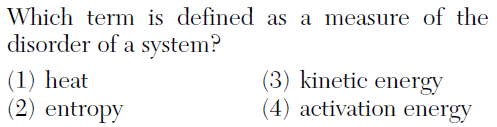 Which term is defined as a measure of the
disorder of a system?
(1) heat (3) kinetic energy
(2) entropy (4) activation energy